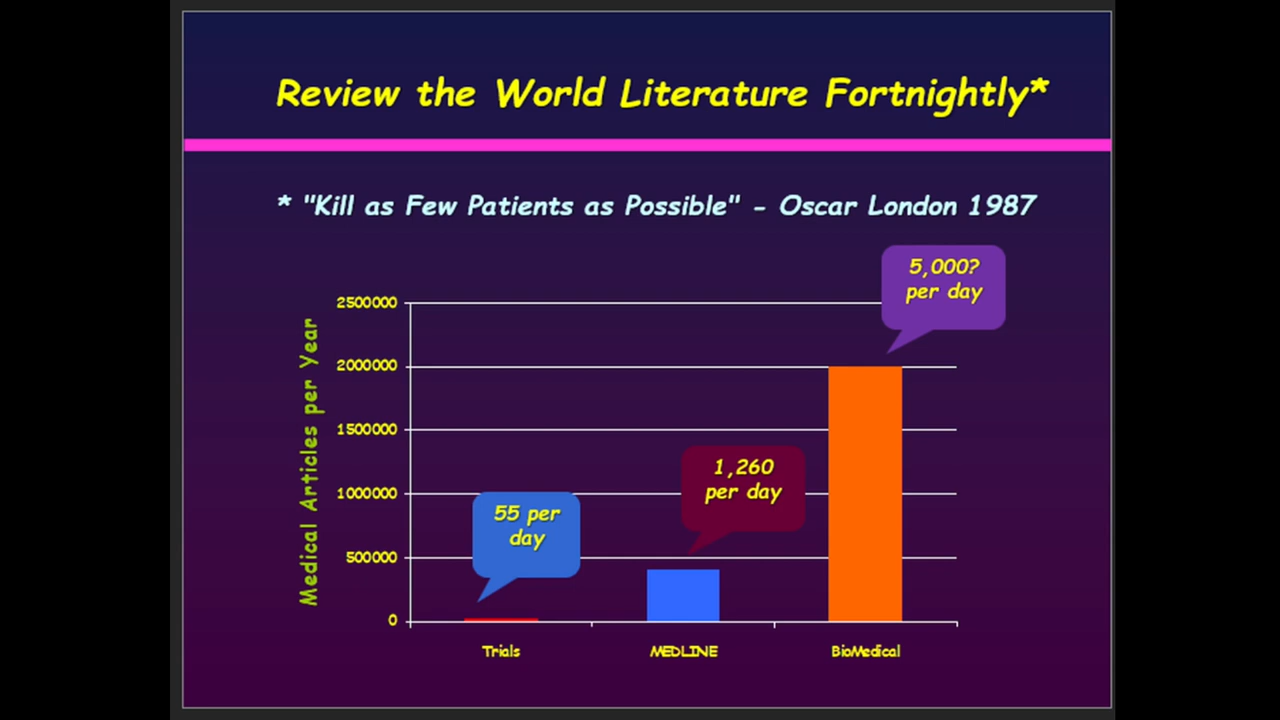 Review the World Literature Fortnightly*
* "Kill as Few Patients as Possible" - Oscar London 1987
5,000?
per day
2500000
2000000
1500000
1000000
500000
0
Medical Articles per Year
1,260
per day
55 per
day
Trials
MEDLINE
BioMedical